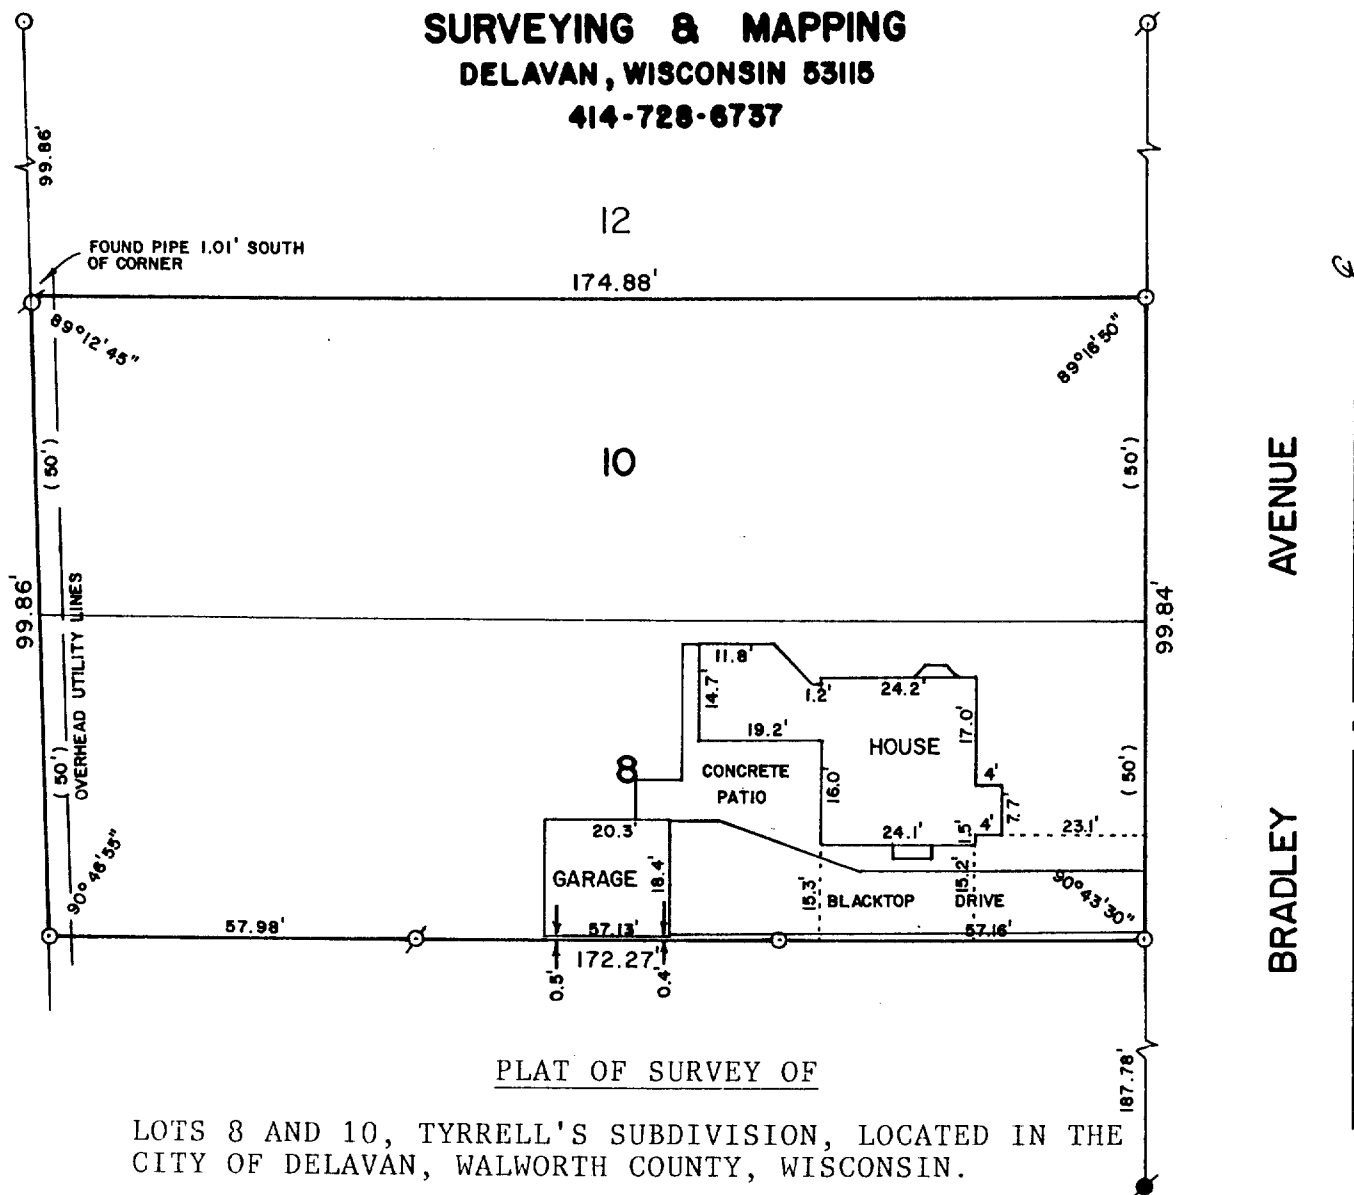 SURVEYING & MAPPING
DELAVAN, WISCONSIN 53115
414-728-6737
99.86'
12
FOUND PIPE 1.01' SOUTH
OF CORNER
174.88'
89°12'45"
89°16'50"
(50')
10
(50')
AVENUE
99.86'
OVERHEAD UTILITY LINES
99.84'
11.8'
14.7'
1.2'
24.2'
17.0'
19.2'
HOUSE
(50')
8
CONCRETE
PATIO
16.0'
4'
7.7'
(50')
20.3'
24.1'
1.5'
4'
23.1'
BRADLEY
90°46'55"
GARAGE
18.4'
15.3'
BLACKTOP
15.2'
DRIVE
90°43'30"
57.98'
57.13'
57.16'
172.27'
0.5'
0.4'
PLAT OF SURVEY OF
187.78'
LOTS 8 AND 10, TYRRELL'S SUBDIVISION, LOCATED IN THE
CITY OF DELAVAN, WALWORTH COUNTY, WISCONSIN.